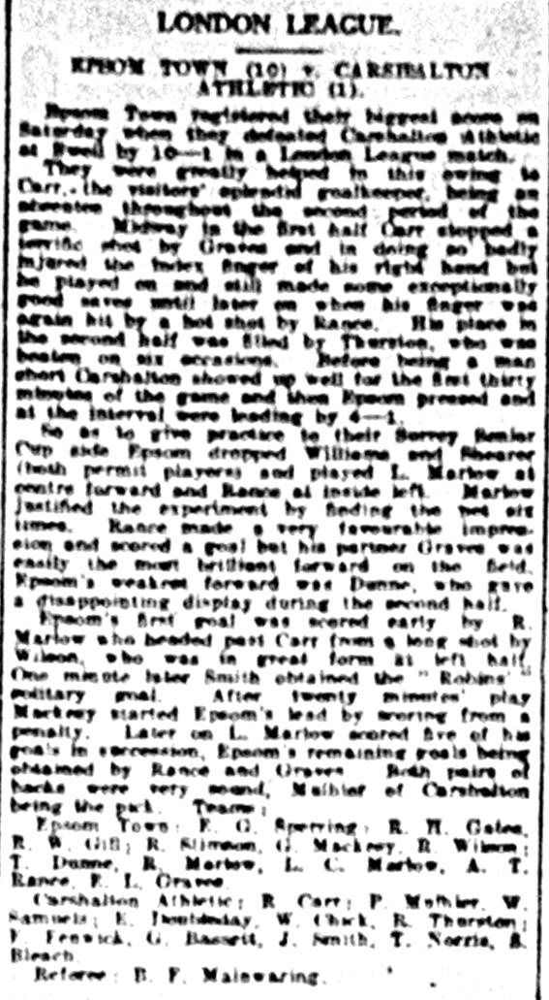 LONDON LEAGUE.
EPSOM TOWN (10) v. CARSHALTON
ATHLETIC (1).
Epsom Town registered their biggest score on
Saturday when they defeated Carshalton Athletic
at Ewell by 10—1 in a London League match.
They were greatly helped in this owing to
Carr, the visitors' splendid goalkeeper, being an
absentee throughout the second period of the
game. Midway in the first half Carr stopped a
terrific shot by Graves and in doing so badly
injured the index finger of his right hand but
he played on and still made some exceptionally
good saves until later on when his finger was
again hit by a hot shot by Rance. His place in
the second half was filled by Thurston, who was
beaten on six occasions. Before being a man
short Carshalton showed up well for the first thirty
minutes of the game and then Epsom pressed and
at the interval were leading by 4—1.
So as to give practice to their Surrey Senior
Cup side Epsom dropped Williams and Shearer
(both permit players) and played L. Marlow at
centre forward and Rance at inside left. Marlow
justified the experiment by finding the net six
times. Rance made a very favourable impres-
sion and scored a goal but his partner Graves was
easily the most brilliant forward on the field.
Epsom's weakest forward was Dunne, who gave
a disappointing display during the second half.
Epsom's first goal was scored early by R.
Marlow who headed past Carr from a long shot by
Wilson, who was in great form at left half.
One minute later Smith obtained the "Robins'"
solitary goal. After twenty minutes' play
Mackesy started Epsom's lead by scoring from a
penalty. Later on L. Marlow scored five of his
goals in succession, Epsom's remaining goals being
obtained by Rance and Graves. Both pairs of
backs were very sound, Mulhier of Carshalton
being the pick. Teams:
Epsom Town: E. G. Sperring; R. H. Gales,
R. W. Gill; R. Stimson, G. Mackesy, R. Wilson;
T. Dunne, R. Marlow, L. C. Marlow, A. T.
Rance, E. L. Graves.
Carshalton Athletic: R. Carr; P. Mulhier, W.
Samuels; E. Doubleday, W. Chick, R. Thurston;
F. Fenwick, G. Bassett, J. Smith, T. Norris, S.
Bleach.
Referee: B. F. Malnwaring.